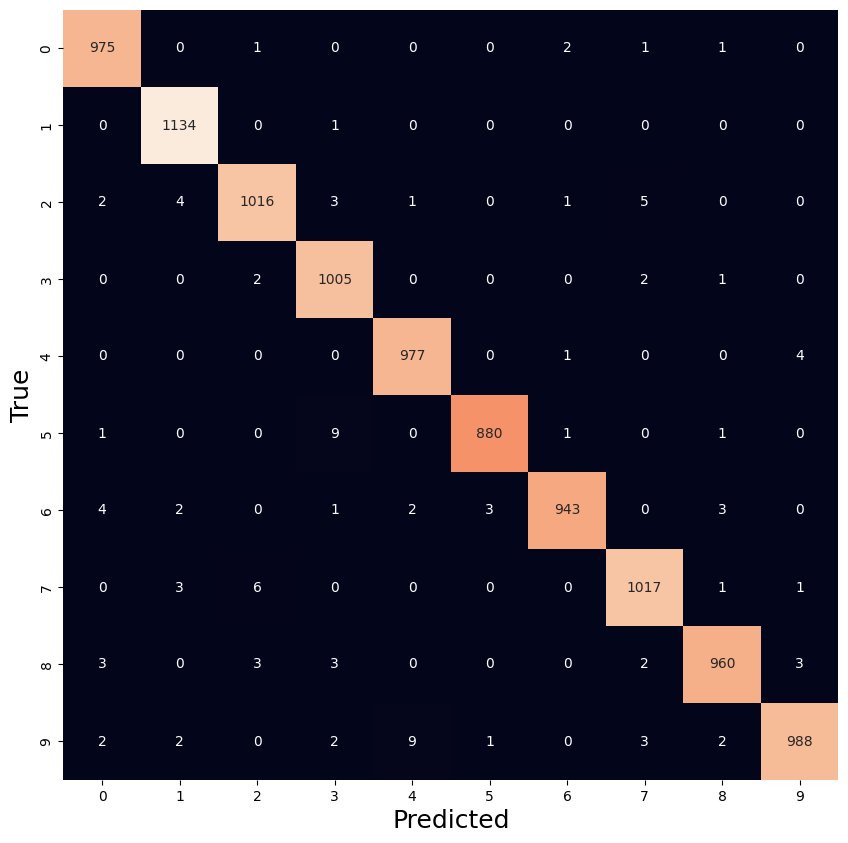 0 975 0 1 0 0 0 2 1 1 0
1 0 1134 0 1 0 0 0 0 0 0
2 2 4 1016 3 1 0 1 5 0 0
3 0 0 2 1005 0 0 0 2 1 0
4 0 0 0 0 977 0 1 0 0 4
True
5 1 0 0 9 0 880 1 0 1 0
6 4 2 0 1 2 3 943 0 3 0
7 0 3 6 0 0 0 0 1017 1 1
8 3 0 3 3 0 0 0 2 960 3
9 2 2 0 2 9 1 0 3 2 988
0 1 2 3 4 5 6 7 8 9
Predicted